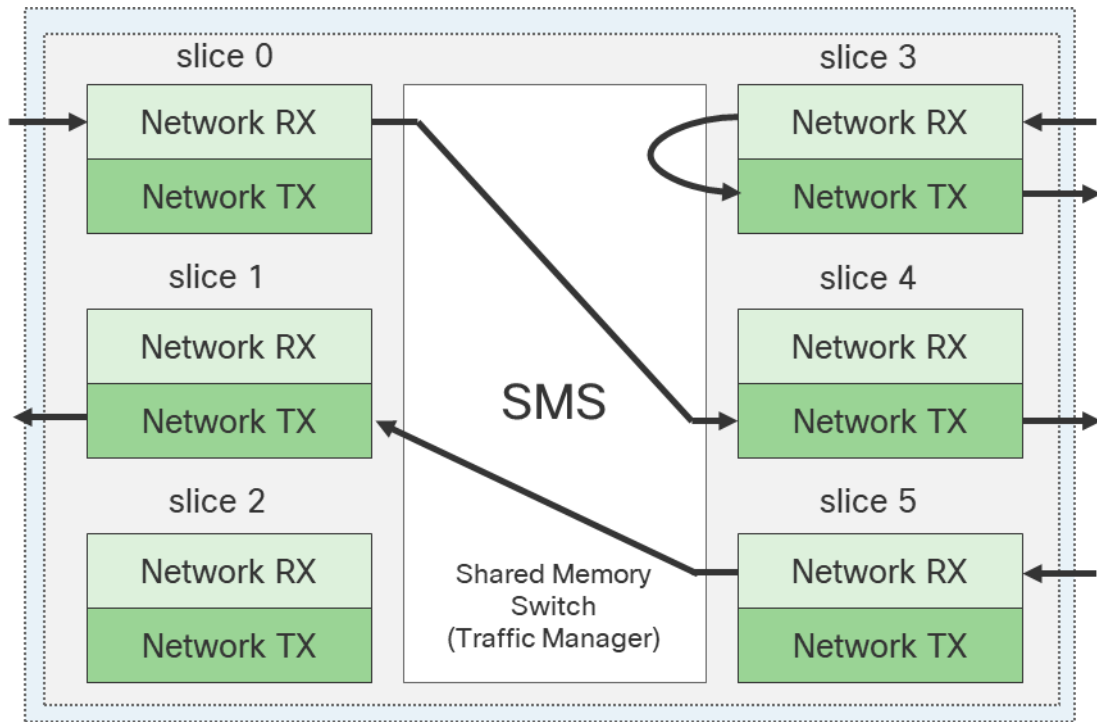 slice 0
Network RX
Network TX
slice 1
Network RX
Network TX
slice 2
Network RX
Network TX
SMS
Shared Memory
Switch
(Traffic Manager)
slice 3
Network RX
Network TX
slice 4
Network RX
Network TX
slice 5
Network RX
Network TX